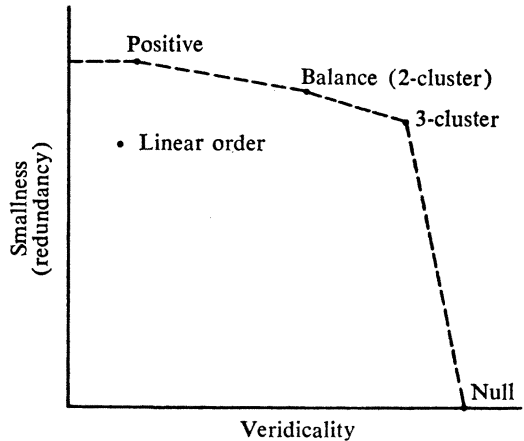 Positive
Balance (2-cluster)
3-cluster
Linear order
Smallness
(redundancy)
Null
Veridicality